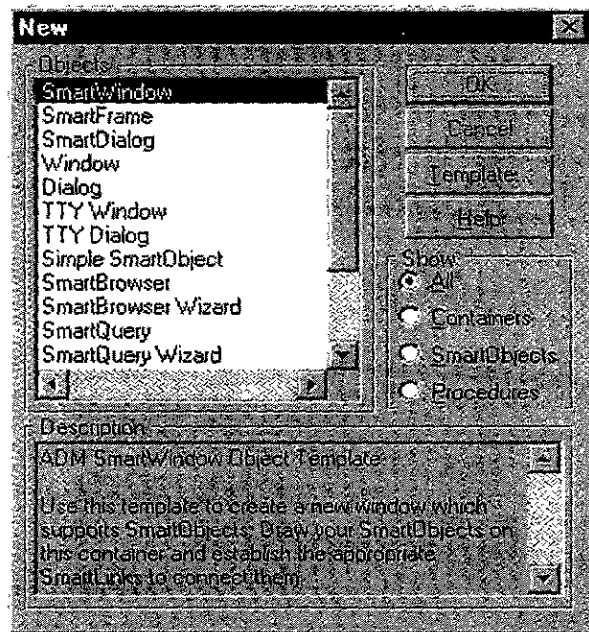 New
Objects
SmartWindow
SmartFrame
SmartDialog
Window
Dialog
TTY Window
TTY Dialog
Simple SmartObject
SmartBrowser
SmartBrowser Wizard
SmartQuery
SmartQuery Wizard
OK
Cancel
Template
Help
Show
All
Containers
SmartObjects
Procedures
Description
ADM SmartWindow Object Template
Use this template to create a new window which
supports SmartObjects. Draw your SmartObjects on
this container and establish the appropriate
SmartLinks to connect them.